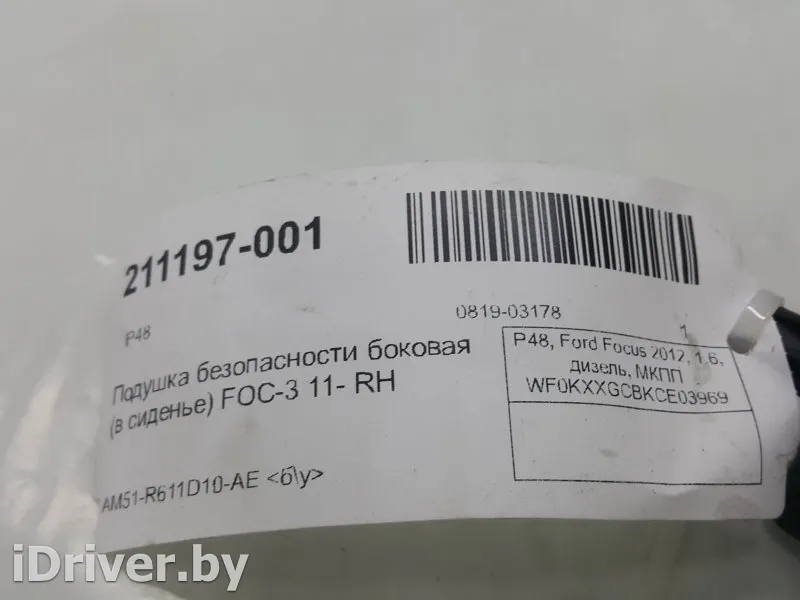 211197-001
0819-03178
1
P48
Подушка безопасности боковая
(в сиденье) FOC-3 11- RH
AM51-R611D10-AE <б\у>
P48, Ford Focus 2012, 1.6,
дизель, МКПП
WF0KXXGCBKCE03969
iDriver.by